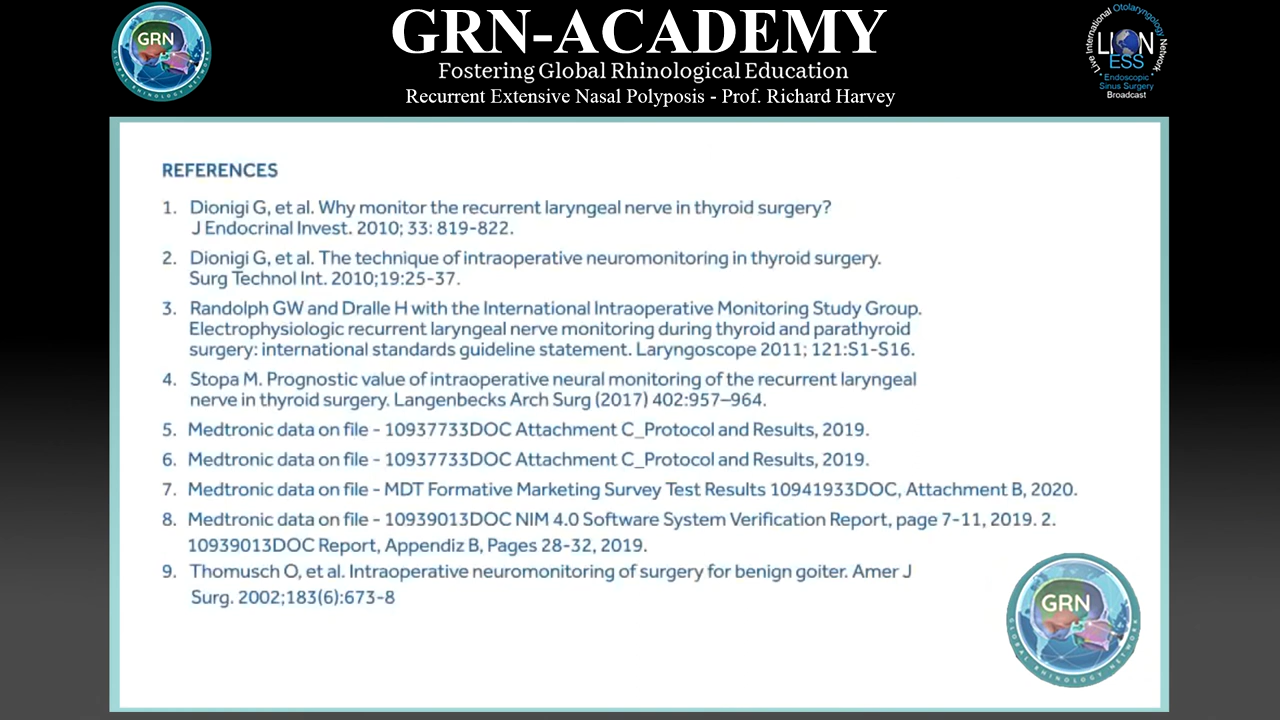 GRN-ACADEMY
Fostering Global Rhinological Education
Recurrent Extensive Nasal Polyposis - Prof. Richard Harvey
GRN
GLOBAL RHINOLOGY NETWORK
Live International Otolaryngology Network
LION
ESS
Endoscopic
Sinus Surgery
Broadcast
REFERENCES
1. Dionigi G, et al. Why monitor the recurrent laryngeal nerve in thyroid surgery?
J Endocrinal Invest. 2010; 33: 819-822.
2. Dionigi G, et al. The technique of intraoperative neuromonitoring in thyroid surgery.
Surg Technol Int. 2010;19:25-37.
3. Randolph GW and Dralle H with the International Intraoperative Monitoring Study Group.
Electrophysiologic recurrent laryngeal nerve monitoring during thyroid and parathyroid
surgery: international standards guideline statement. Laryngoscope 2011; 121:S1-S16.
4. Stopa M. Prognostic value of intraoperative neural monitoring of the recurrent laryngeal
nerve in thyroid surgery. Langenbecks Arch Surg (2017) 402:957–964.
5. Medtronic data on file - 10937733DOC Attachment C_Protocol and Results, 2019.
6. Medtronic data on file - 10937733DOC Attachment C_Protocol and Results, 2019.
7. Medtronic data on file - MDT Formative Marketing Survey Test Results 10941933DOC, Attachment B, 2020.
8. Medtronic data on file - 10939013DOC NIM 4.0 Software System Verification Report, page 7-11, 2019. 2.
10939013DOC Report, Appendiz B, Pages 28-32, 2019.
9. Thomusch O, et al. Intraoperative neuromonitoring of surgery for benign goiter. Amer J
Surg. 2002;183(6):673-8
GRN
GLOBAL RHINOLOGY NETWORK